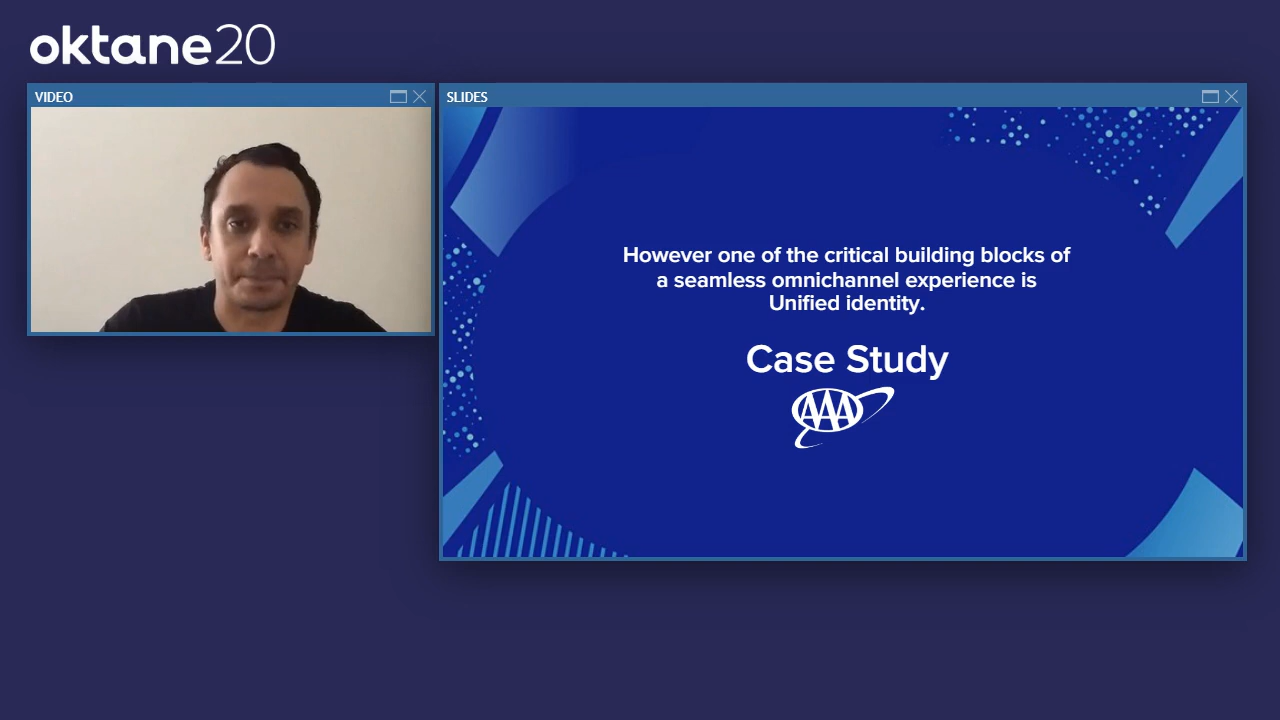 oktane20
VIDEO
SLIDES
However one of the critical building blocks of
a seamless omnichannel experience is
Unified identity.
Case Study
AAA